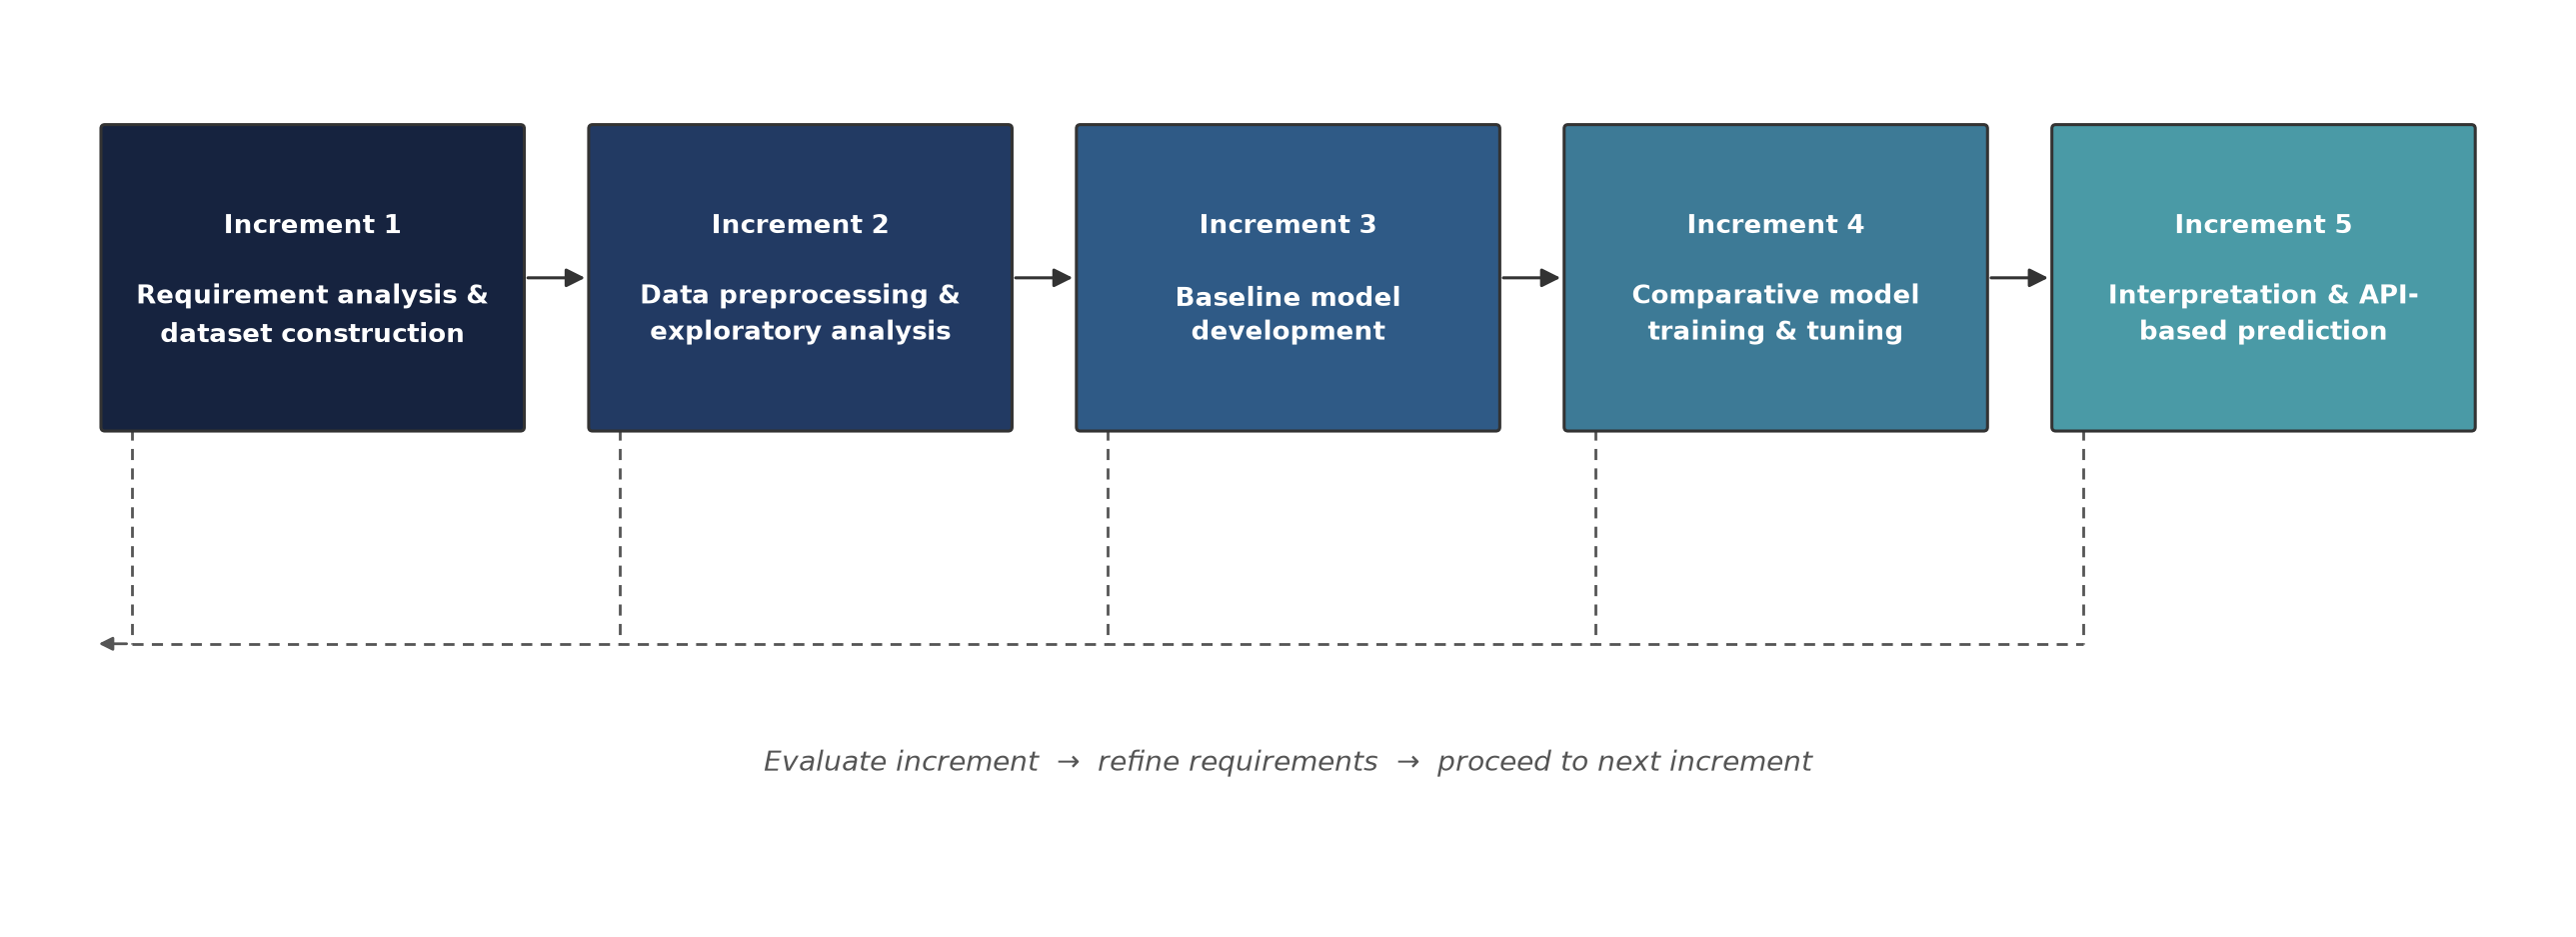 Increment 1
Requirement analysis &
dataset construction
Increment 2
Data preprocessing &
exploratory analysis
Increment 3
Baseline model
development
Increment 4
Comparative model
training & tuning
Increment 5
Interpretation & API-
based prediction
Evaluate increment → refine requirements → proceed to next increment